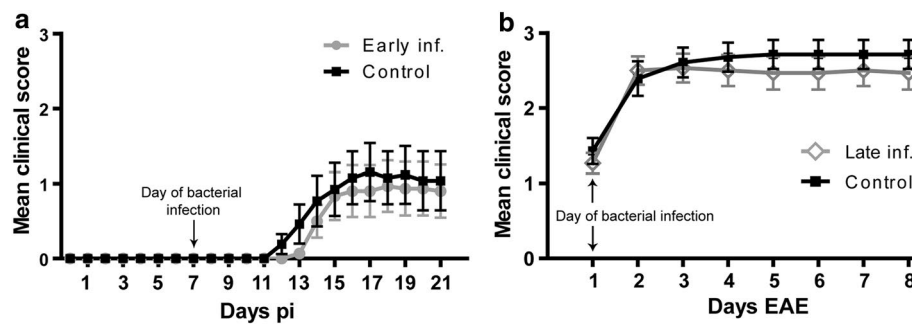 a
Mean clinical score
3
2
1
0
Early inf.
Control
Day of bacterial
infection
1 3 5 7 9 11 13 15 17 19 21
Days pi
b
Mean clinical score
3
2
1
0
Late inf.
Control
Day of bacterial infection
1 2 3 4 5 6 7 8
Days EAE